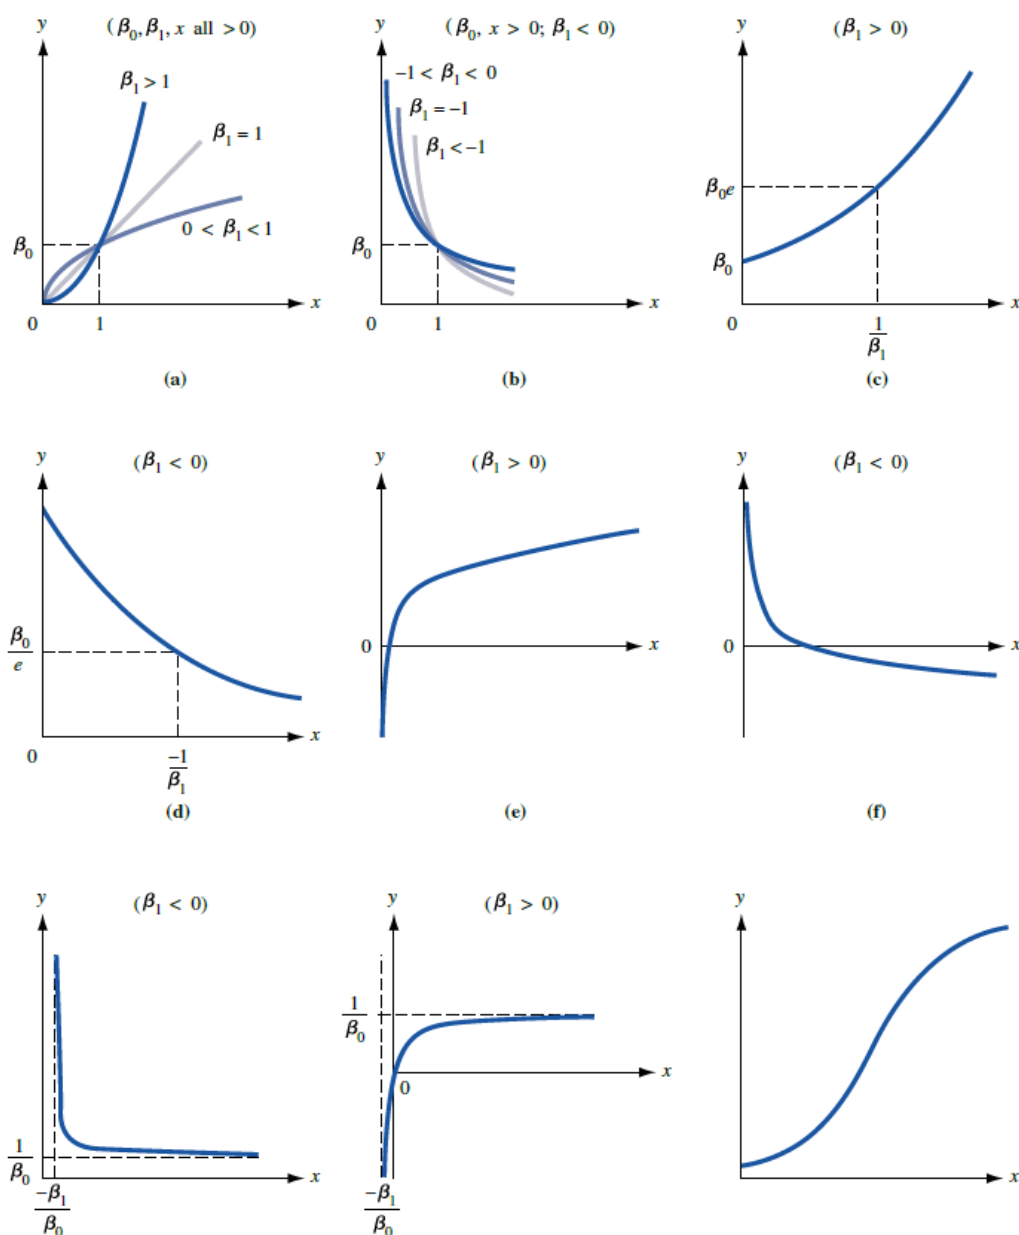 y (β₀, β₁, x all > 0)
β₁ > 1
β₁ = 1
0 < β₁ < 1
β₀
x
0 1
(a)
y (β₀, x > 0; β₁ < 0)
−1 < β₁ < 0
β₁ = −1
β₁ < −1
β₀
x
0 1
(b)
y (β₁ > 0)
β₀e
β₀
x
0 1/β₁
(c)
y (β₁ < 0)
β₀/e
x
0 −1/β₁
(d)
y (β₁ > 0)
0 x
(e)
y (β₁ < 0)
0 x
(f)
y (β₁ < 0)
1/β₀
x
−β₁/β₀
y (β₁ > 0)
1/β₀
x
0
−β₁/β₀
y
x